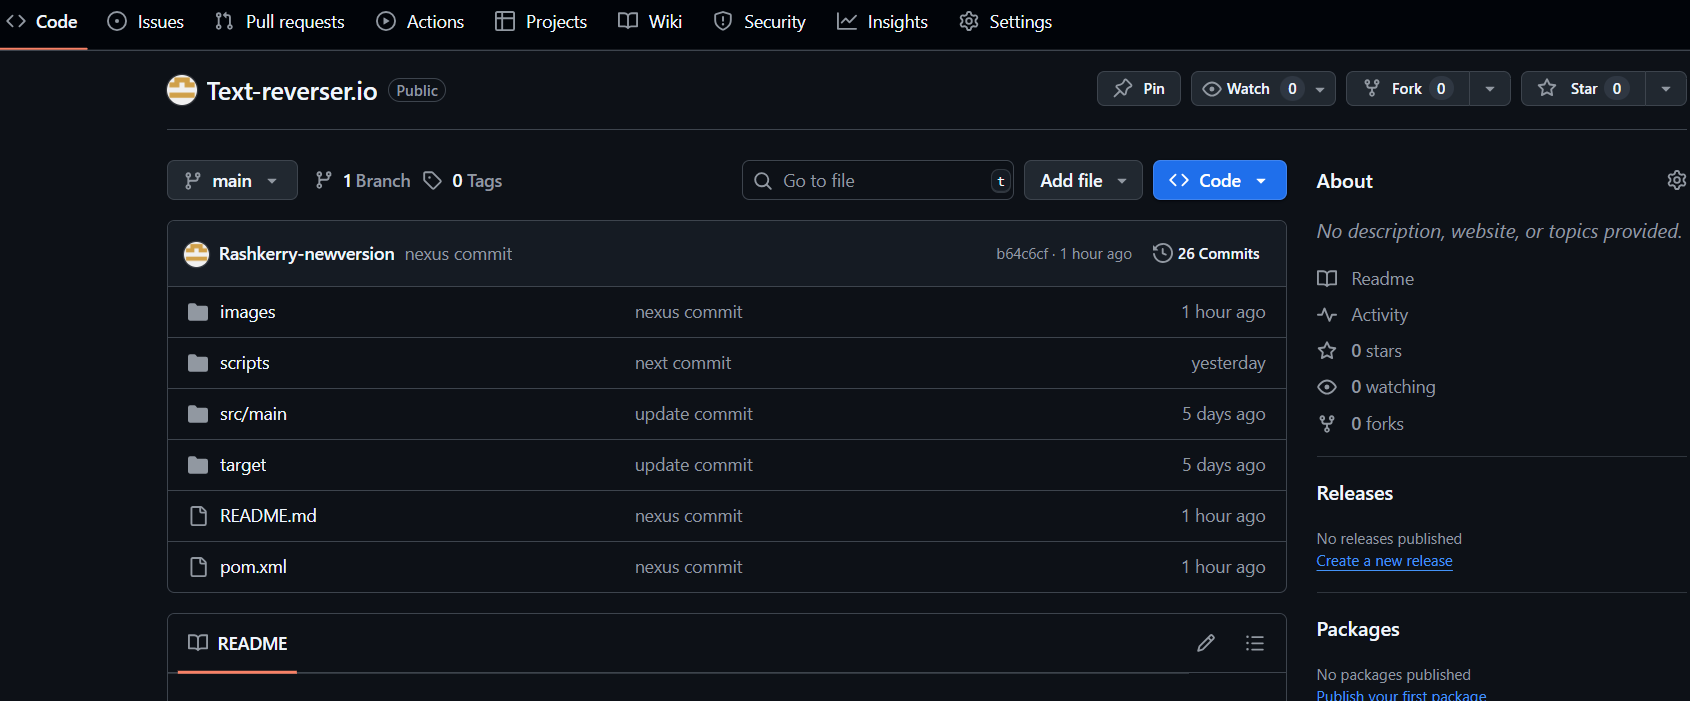 Code Issues Pull requests Actions Projects Wiki Security Insights Settings
Text-reverser.io Public
Pin Watch 0 Fork 0 Star 0
main 1 Branch 0 Tags Go to file t Add file Code
Rashkerry-newversion nexus commit b64c6cf · 1 hour ago 26 Commits
images nexus commit 1 hour ago
scripts next commit yesterday
src/main update commit 5 days ago
target update commit 5 days ago
README.md nexus commit 1 hour ago
pom.xml nexus commit 1 hour ago
README
About
No description, website, or topics provided.
Readme
Activity
0 stars
0 watching
0 forks
Releases
No releases published
Create a new release
Packages
No packages published
Publish your first package